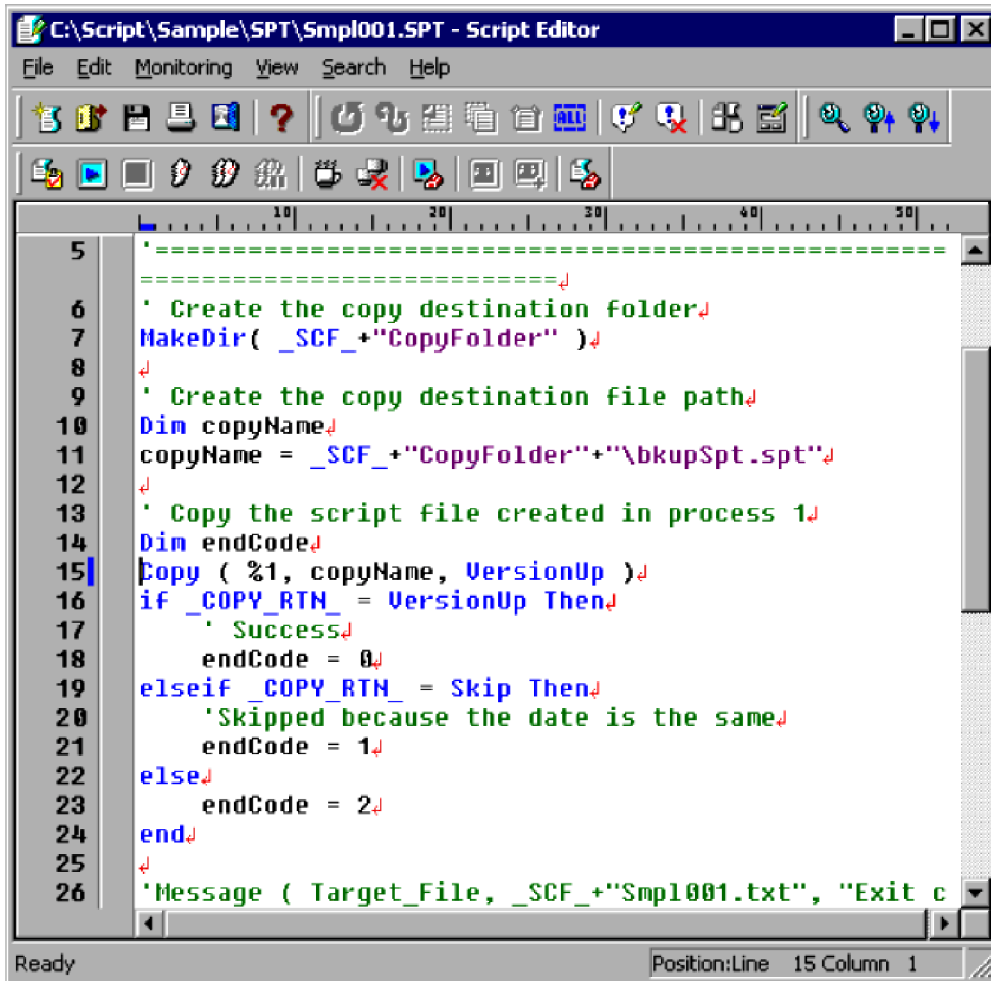 C:\Script\Sample\SPT\Smpl001.SPT - Script Editor
File Edit Monitoring View Search Help
ALL
10 20 30 40 50
5 '===================================================
===========================
6 ' Create the copy destination folder
7 MakeDir( _SCF_+"CopyFolder" )
8
9 ' Create the copy destination file path
10 Dim copyName
11 copyName = _SCF_+"CopyFolder"+"\bkupSpt.spt"
12
13 ' Copy the script file created in process 1
14 Dim endCode
15 Copy ( %1, copyName, VersionUp )
16 if _COPY_RTN_ = VersionUp Then
17 ' Success
18 endCode = 0
19 elseif _COPY_RTN_ = Skip Then
20 'Skipped because the date is the same
21 endCode = 1
22 else
23 endCode = 2
24 end
25
26 'Message ( Target_File, _SCF_+"Smpl001.txt", "Exit c
Ready Position:Line 15 Column 1